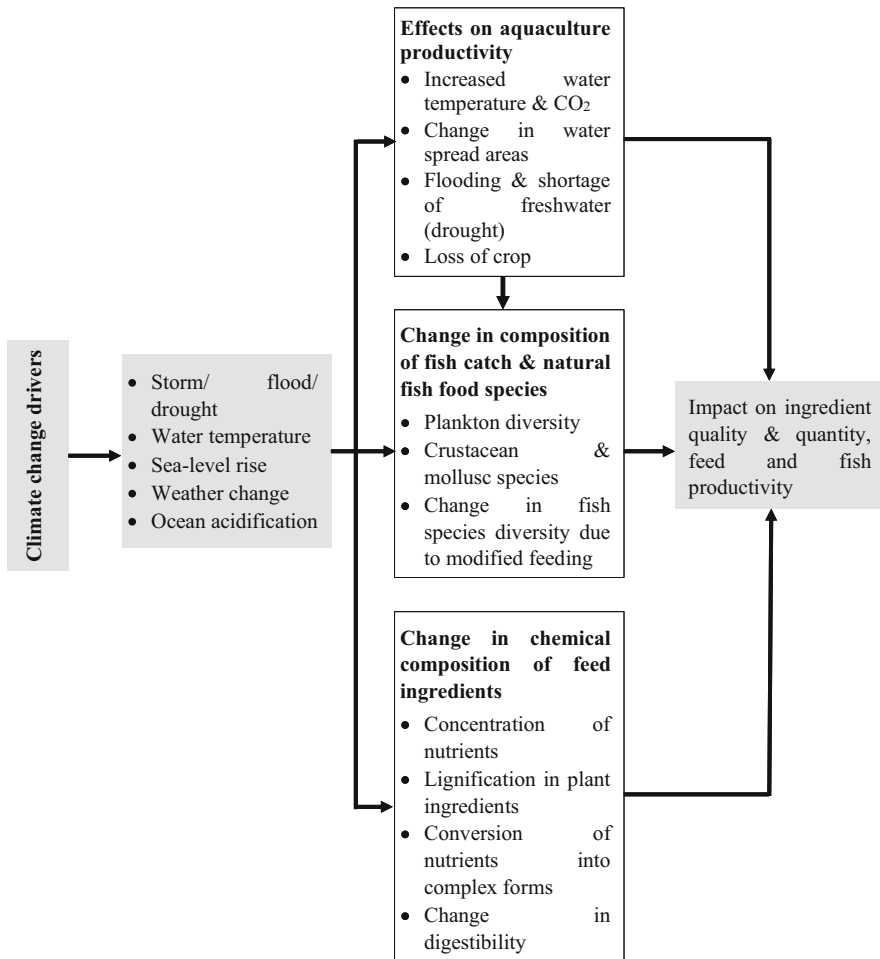 Effects on aquaculture
productivity
• Increased water
temperature & CO₂
• Change in water
spread areas
• Flooding & shortage
of freshwater
(drought)
• Loss of crop
Climate change drivers
• Storm/ flood/
drought
• Water temperature
• Sea-level rise
• Weather change
• Ocean acidification
Change in composition
of fish catch & natural
fish food species
• Plankton diversity
• Crustacean &
mollusc species
• Change in fish
species diversity due
to modified feeding
Impact on ingredient
quality & quantity,
feed and fish
productivity
Change in chemical
composition of feed
ingredients
• Concentration of
nutrients
• Lignification in plant
ingredients
• Conversion of
nutrients into
complex forms
• Change in
digestibility